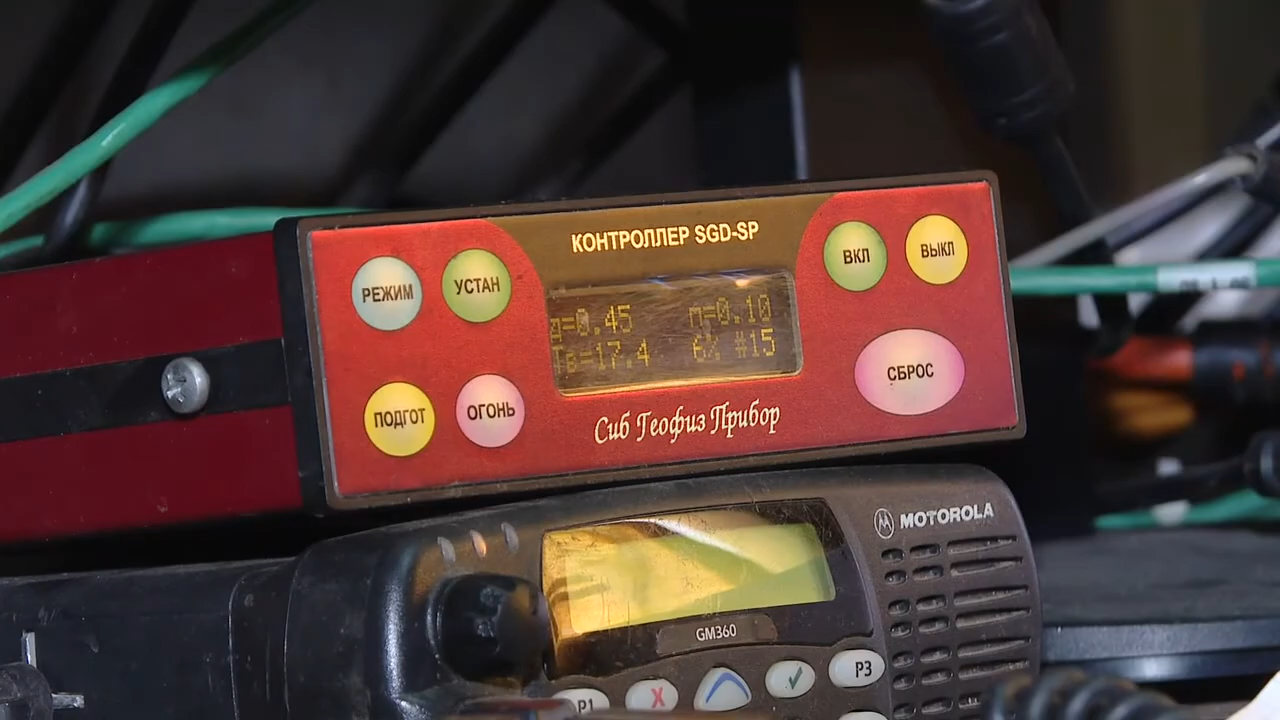 КОНТРОЛЛЕР SGD-SP
РЕЖИМ
УСТАН
ВКЛ
ВЫКЛ
=0.45 п=0.10
Тв=17.4 6% #15
ПОДГОТ
ОГОНЬ
СБРОС
Сиб Геофиз Прибор
MOTOROLA
GM360
P1
X
P3